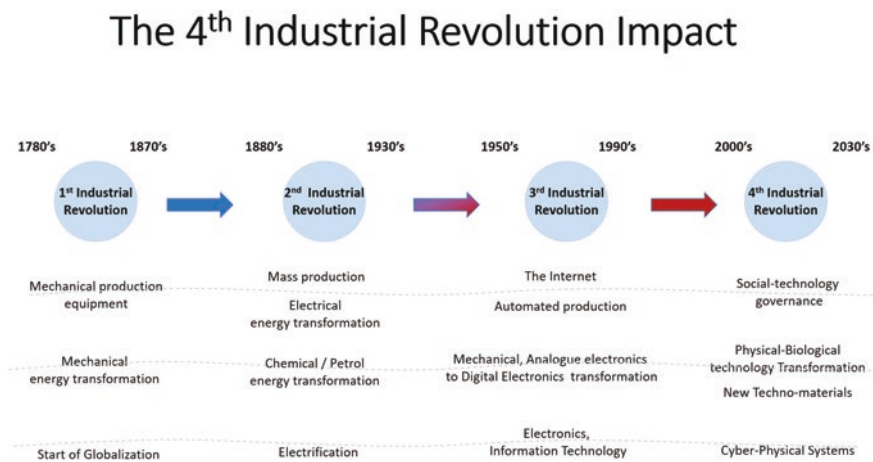 The 4th Industrial Revolution Impact
1780's 1870's 1880's 1930's 1950's 1990's 2000's 2030's
1st Industrial
Revolution
2nd Industrial
Revolution
3rd Industrial
Revolution
4th Industrial
Revolution
Mechanical production
equipment
Mass production
Electrical
energy transformation
The Internet
Automated production
Social-technology
governance
Mechanical
energy transformation
Chemical / Petrol
energy transformation
Mechanical, Analogue electronics
to Digital Electronics transformation
Physical-Biological
technology Transformation
New Techno-materials
Start of Globalization
Electrification
Electronics,
Information Technology
Cyber-Physical Systems